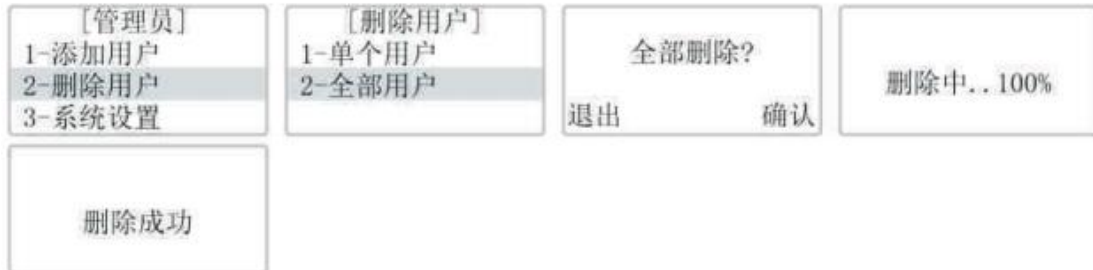 [管理员]
1-添加用户
2-删除用户
3-系统设置
[删除用户]
1-单个用户
2-全部用户
全部删除?
退出 确认
删除中..100%
删除成功